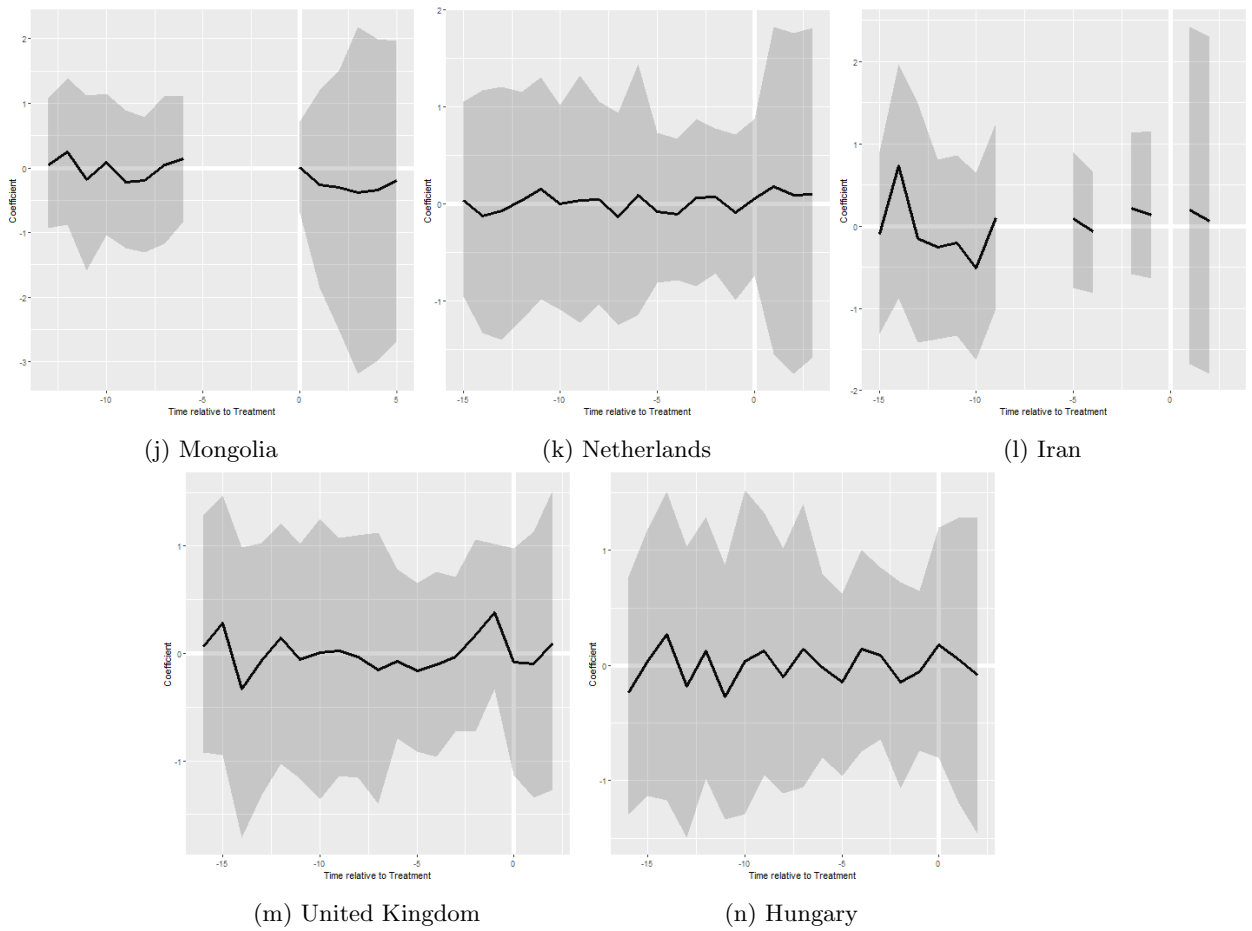 2
1
0
-1
-2
-3
Coefficient
-10
-5
0
5
Time relative to Treatment
2
1
0
-1
Coefficient
-15
-10
-5
0
Time relative to Treatment
2
1
0
-1
-2
Coefficient
-15
-10
-5
0
Time relative to Treatment
(j) Mongolia
(k) Netherlands
(l) Iran
1
0
-1
Coefficient
-15
-10
-5
0
Time relative to Treatment
1
0
-1
Coefficient
-15
-10
-5
0
Time relative to Treatment
(m) United Kingdom
(n) Hungary